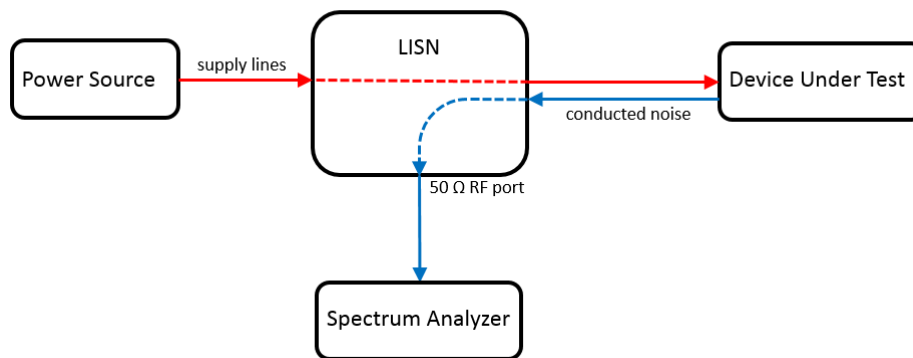 LISN
Power Source
supply lines
Device Under Test
conducted noise
50 Ω RF port
Spectrum Analyzer